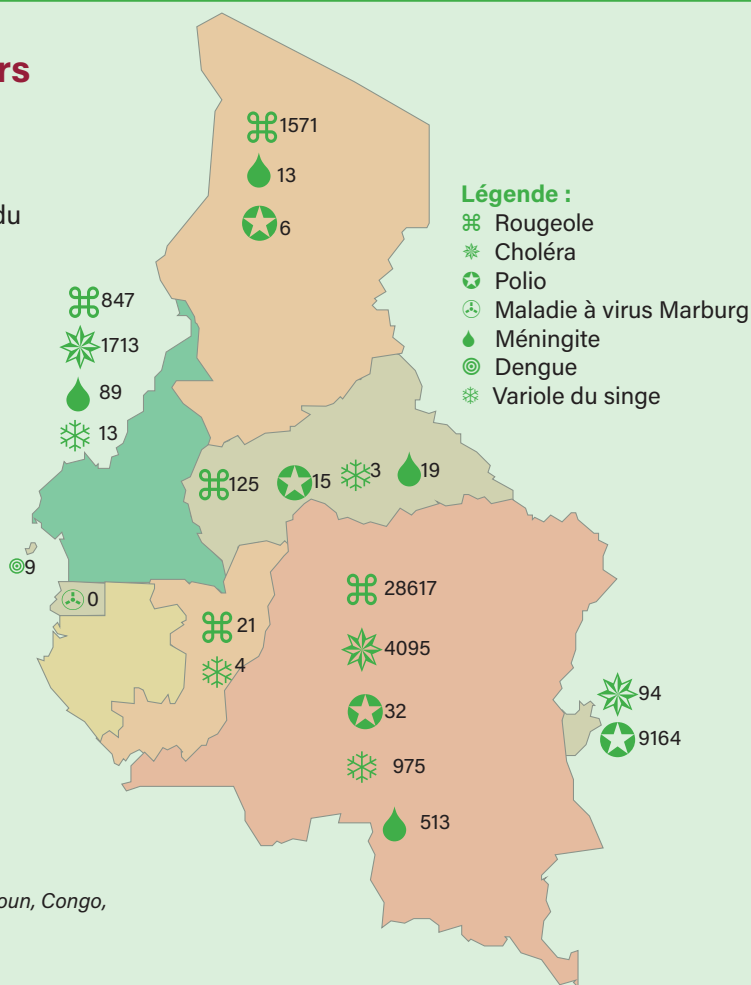 rs
du
1571
13
6
Légende :
Rougeole
Choléra
Polio
Maladie à virus Marburg
Méningite
Dengue
Variole du singe
847
1713
89
13
125
15
3
19
9
0
21
4
28617
4095
32
975
513
94
9164
oun, Congo,